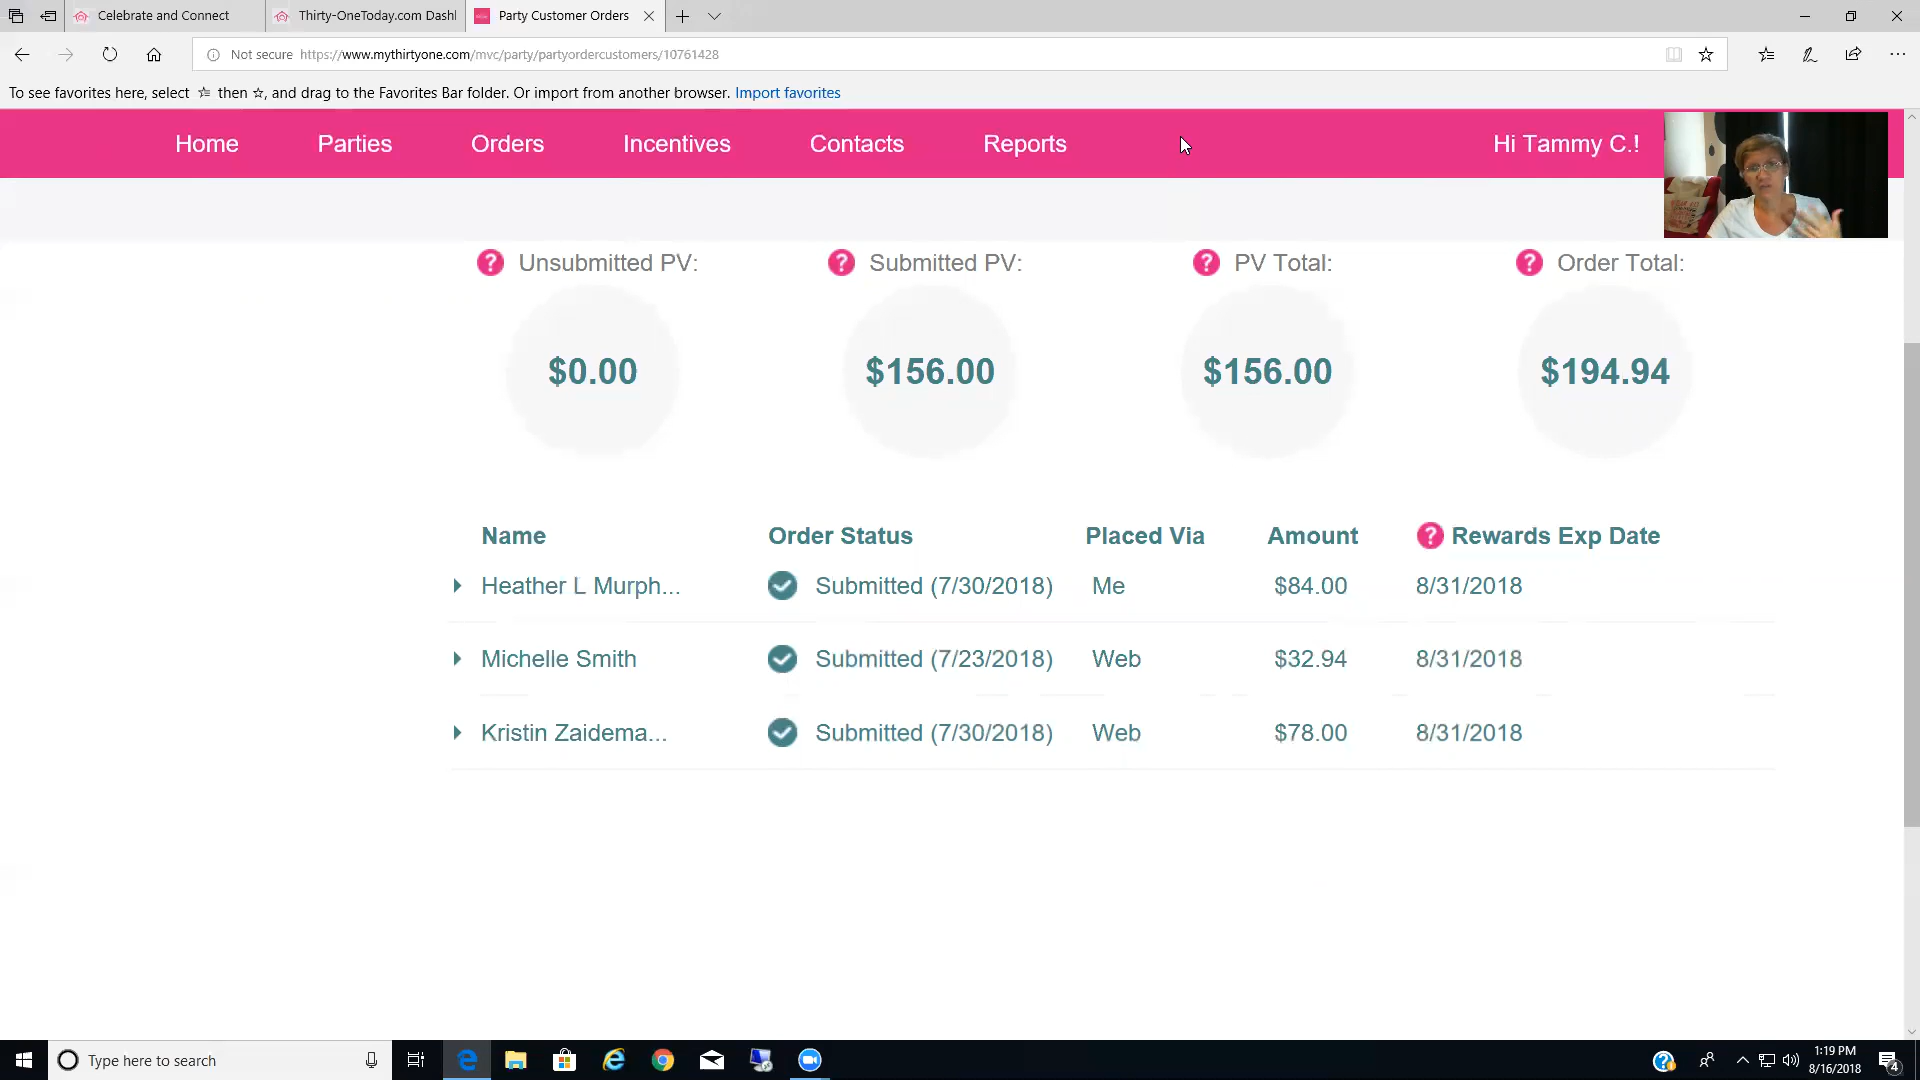 Celebrate and Connect
Thirty-OneToday.com Dashl
Party Customer Orders
Not secure https://www.mythirtyone.com/mvc/party/partyordercustomers/10761428
To see favorites here, select then , and drag to the Favorites Bar folder. Or import from another browser. Import favorites
Home Parties Orders Incentives Contacts Reports Hi Tammy C.!
? Unsubmitted PV: ? Submitted PV: ? PV Total: ? Order Total:
$0.00 $156.00 $156.00 $194.94
Name Order Status Placed Via Amount ? Rewards Exp Date
Heather L Murph... Submitted (7/30/2018) Me $84.00 8/31/2018
Michelle Smith Submitted (7/23/2018) Web $32.94 8/31/2018
Kristin Zaidema... Submitted (7/30/2018) Web $78.00 8/31/2018
Type here to search
1:19 PM
8/16/2018
4